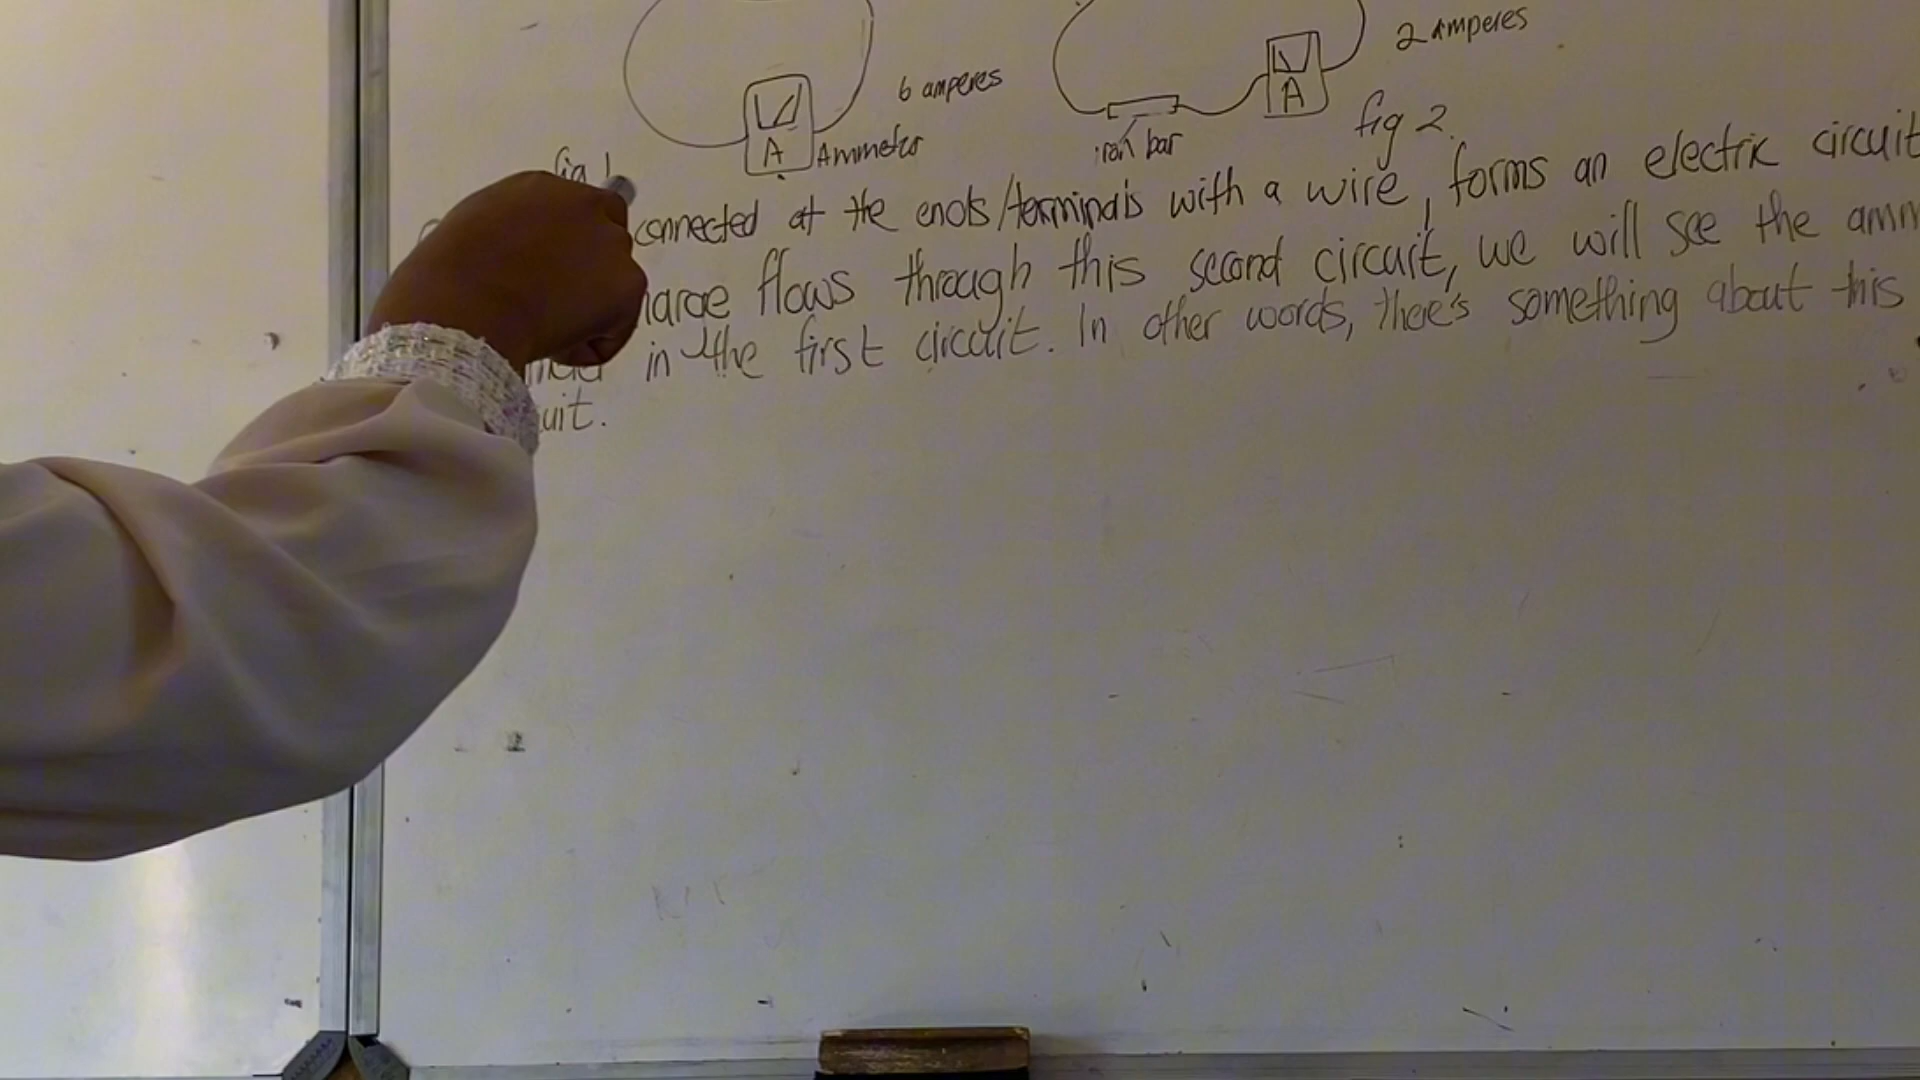 2 amperes
6 amperes
A
A
Ammeter
iron bar
fig 2.
fig 1
connected at the ends/terminals with a wire, forms an electric circuit
flows through this second circuit, we will see the
in the first circuit. In other words, there's something about this